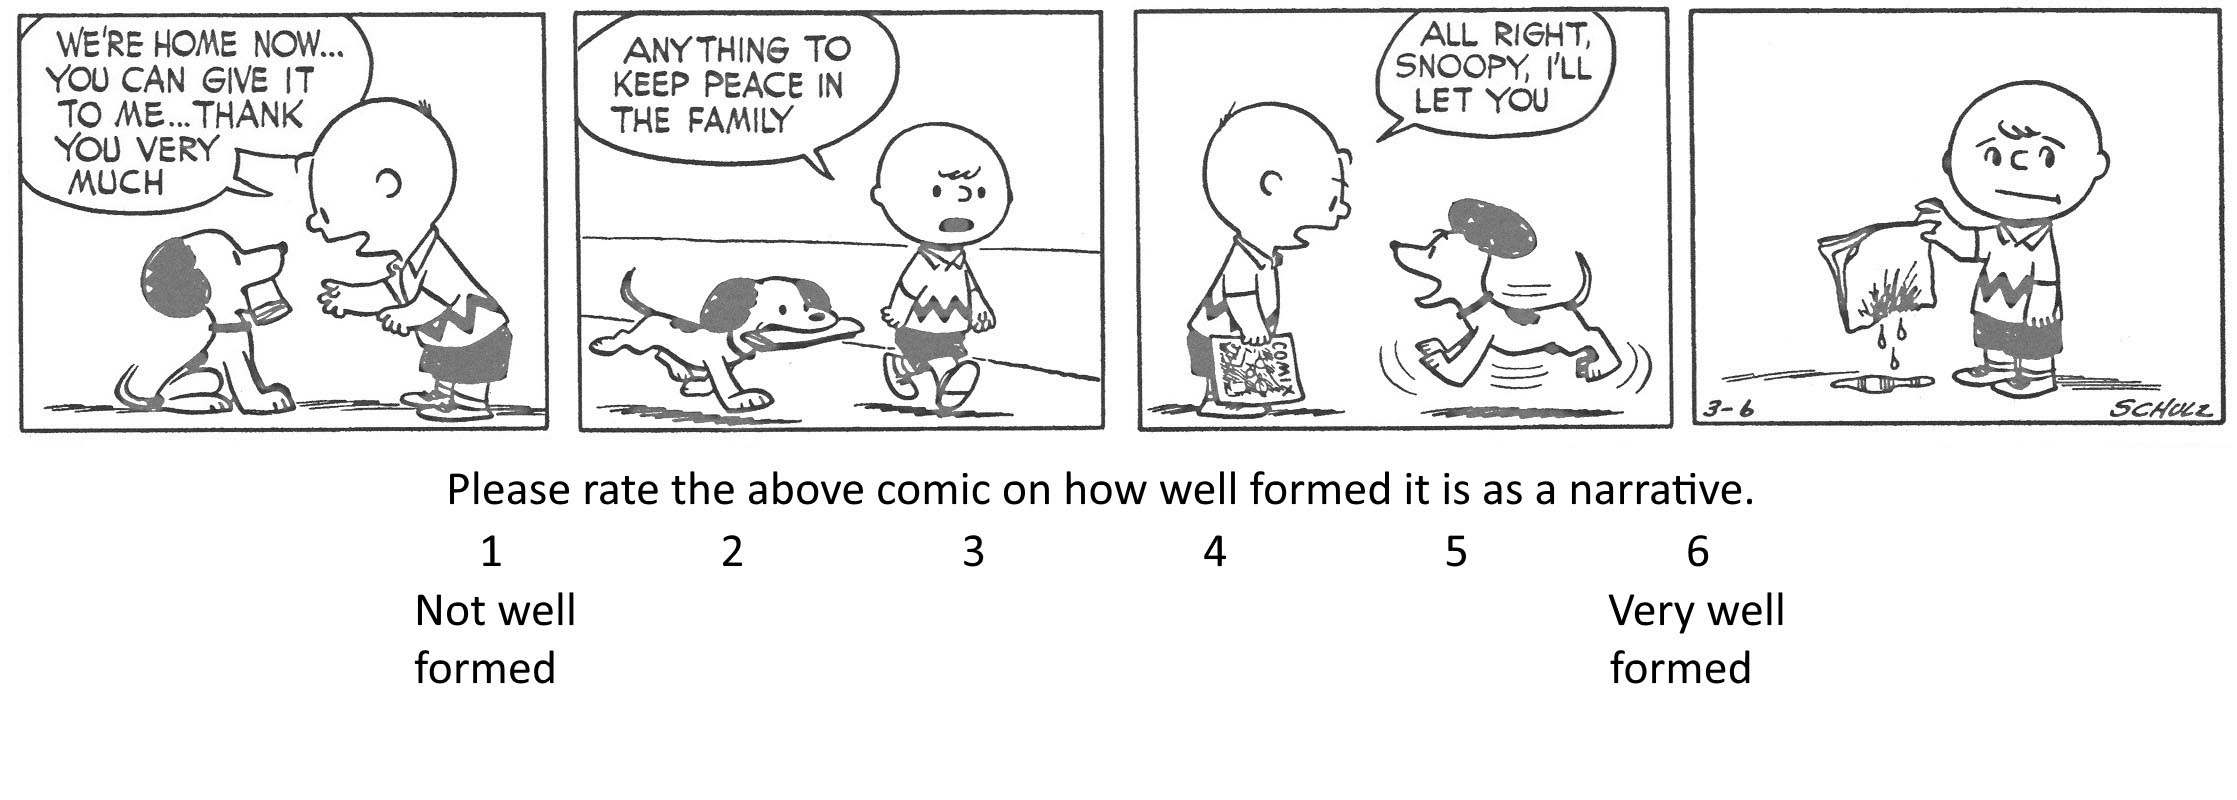 WE'RE HOME NOW...
YOU CAN GIVE IT
TO ME...THANK
YOU VERY
MUCH
ANYTHING TO
KEEP PEACE IN
THE FAMILY
ALL RIGHT,
SNOOPY, I'LL
LET YOU
COMIX
3-6
SCHULZ
Please rate the above comic on how well formed it is as a narrative.
1 2 3 4 5 6
Not well
formed
Very well
formed